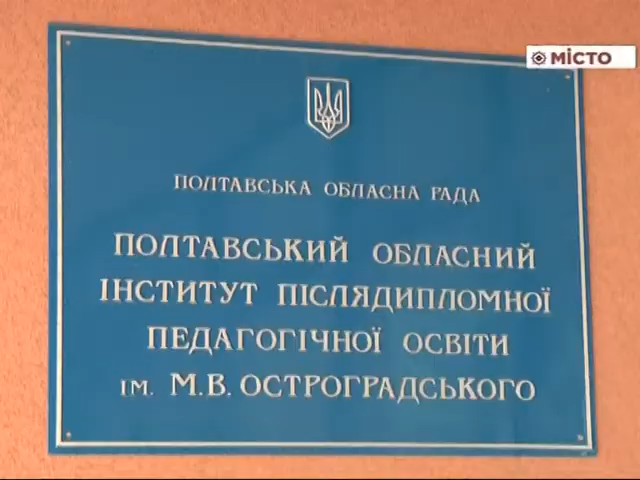 МІСТО
ПОЛТАВСЬКА ОБЛАСНА РАДА
ПОЛТАВСЬКИЙ ОБЛАСНИЙ
ІНСТИТУТ ПІСЛЯДИПЛОМНОЇ
ПЕДАГОГІЧНОЇ ОСВІТИ
ІМ. М.В. ОСТРОГРАДСЬКОГО